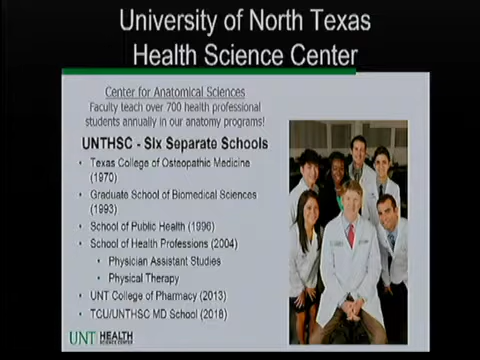 University of North Texas
Health Science Center
Center for Anatomical Sciences
Faculty teach over 700 health professional
students annually in our anatomy programs!
UNTHSC - Six Separate Schools
• Texas College of Osteopathic Medicine
(1970)
• Graduate School of Biomedical Sciences
(1993)
• School of Public Health (1996)
• School of Health Professions (2004)
• Physician Assistant Studies
• Physical Therapy
• UNT College of Pharmacy (2013)
• TCU/UNTHSC MD School (2018)
UNT HEALTH
SCIENCE CENTER